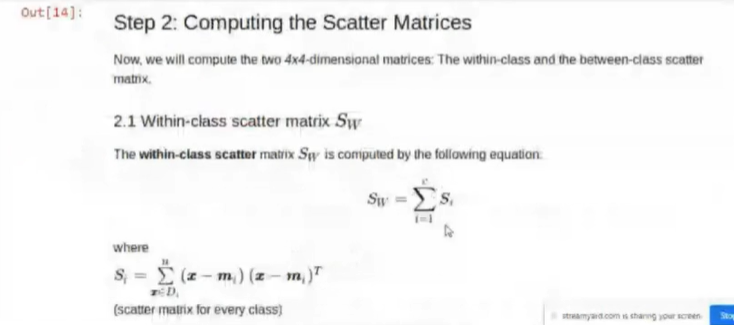 Out[14]:
Step 2: Computing the Scatter Matrices
Now, we will compute the two 4x4-dimensional matrices: The within-class and the between-class scatter
matrix.
2.1 Within-class scatter matrix S_W
The within-class scatter matrix S_W is computed by the following equation:
S_W = \sum_{i=1}^{c} S_i
where
S_i = \sum_{x \in D_i}^{n} (x - m_i) (x - m_i)^T
(scatter matrix for every class)
streamyard.com is sharing your screen.